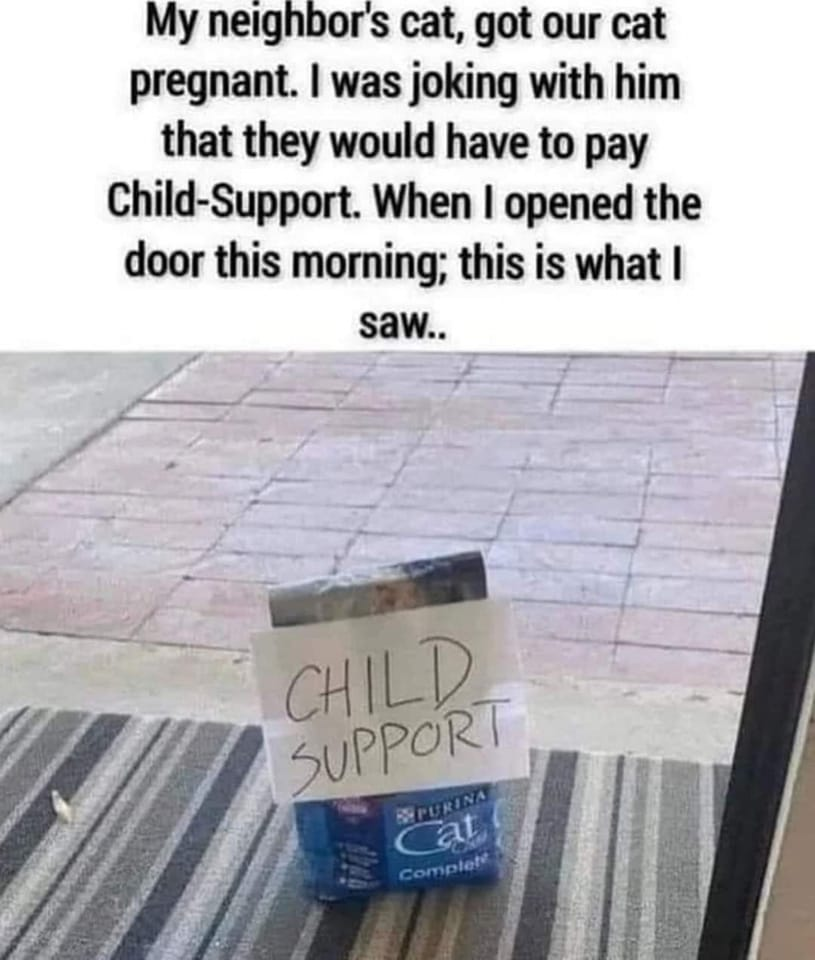 My neighbor's cat, got our cat
pregnant. I was joking with him
that they would have to pay
Child-Support. When I opened the
door this morning; this is what I
saw..
CHILD
SUPPORT
PURINA
Cat
Complete